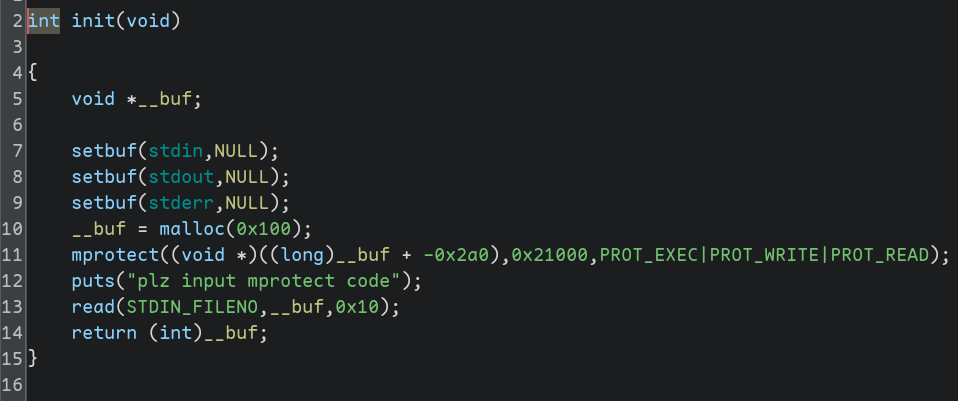 2 int init(void)
3
4 {
5     void *__buf;
6
7     setbuf(stdin,NULL);
8     setbuf(stdout,NULL);
9     setbuf(stderr,NULL);
10     __buf = malloc(0x100);
11     mprotect((void *)((long)__buf + -0x2a0),0x21000,PROT_EXEC|PROT_WRITE|PROT_READ);
12     puts("plz input mprotect code");
13     read(STDIN_FILENO,__buf,0x10);
14     return (int)__buf;
15 }
16